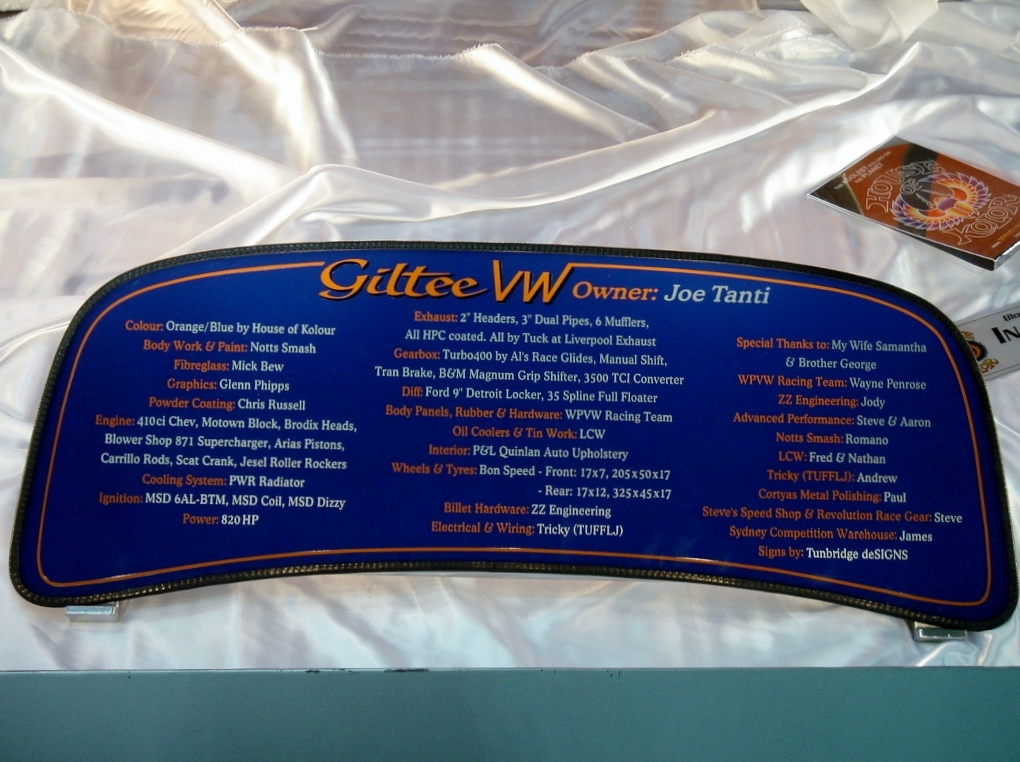 Giltee VW Owner: Joe Tanti
Colour: Orange/Blue by House of Kolour
Body Work & Paint: Notts Smash
Fibreglass: Mick Bew
Graphics: Glenn Phipps
Powder Coating: Chris Russell
Engine: 410ci Chev, Motown Block, Brodix Heads,
Blower Shop 871 Supercharger, Arias Pistons,
Carrillo Rods, Scat Crank, Jesel Roller Rockers
Cooling System: PWR Radiator
Ignition: MSD 6AL-BTM, MSD Coil, MSD Dizzy
Power: 820 HP
Exhaust: 2" Headers, 3" Dual Pipes, 6 Mufflers,
All HPC coated. All by Tuck at Liverpool Exhaust
Gearbox: Turbo400 by Al's Race Glides, Manual Shift,
Tran Brake, B&M Magnum Grip Shifter, 3500 TCI Converter
Diff: Ford 9" Detroit Locker, 35 Spline Full Floater
Body Panels, Rubber & Hardware: WPVW Racing Team
Oil Coolers & Tin Work: LCW
Interior: P&L Quinlan Auto Upholstery
Wheels & Tyres: Bon Speed - Front: 17x7, 205x50x17
- Rear: 17x12, 325x45x17
Billet Hardware: ZZ Engineering
Electrical & Wiring: Tricky (TUFFLJ)
Special Thanks to: My Wife Samantha
& Brother George
WPVW Racing Team: Wayne Penrose
ZZ Engineering: Jody
Advanced Performance: Steve & Aaron
Notts Smash: Romano
LCW: Fred & Nathan
Tricky (TUFFLJ): Andrew
Cortyas Metal Polishing: Paul
Steve's Speed Shop & Revolution Race Gear: Steve
Sydney Competition Warehouse: James
Signs by: Tunbridge deSIGNS
HOUSE
OF
KOLOR